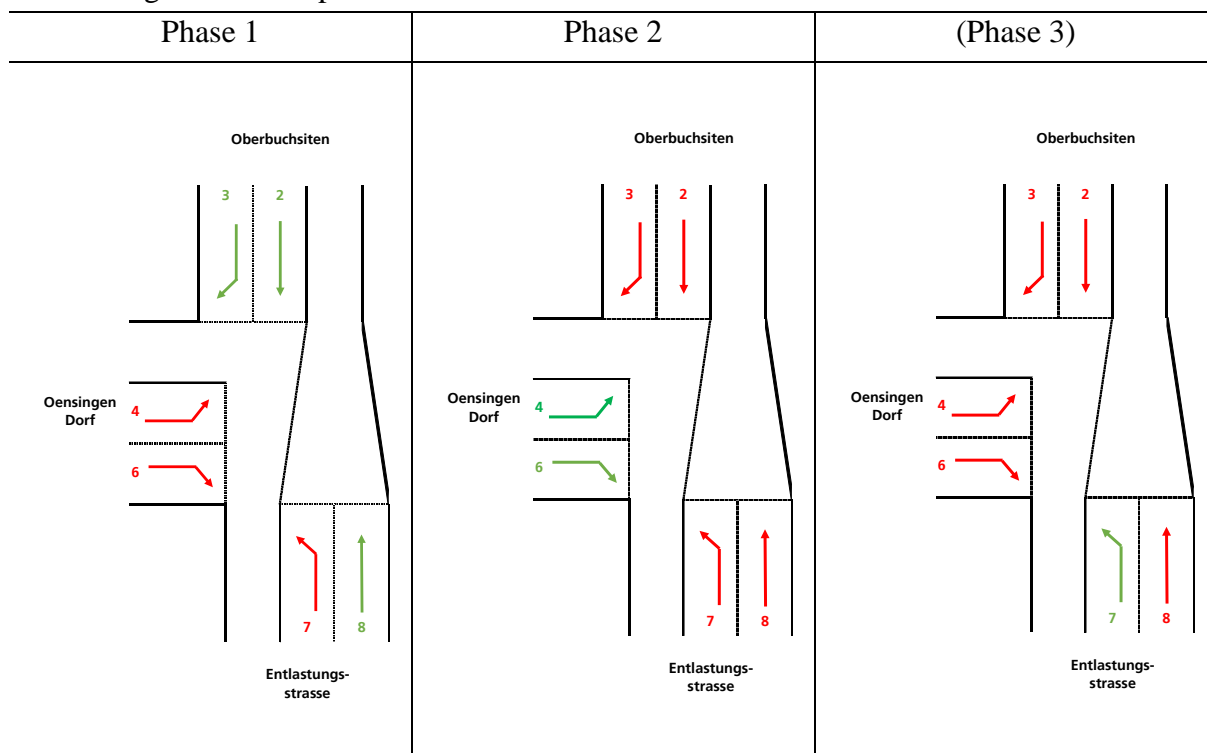 Phase 1
Phase 2
(Phase 3)
Oberbuchsiten
3 2
Oensingen
Dorf
4
6
7 8
Entlastungs-
strasse
Oberbuchsiten
3 2
Oensingen
Dorf
4
6
7 8
Entlastungs-
strasse
Oberbuchsiten
3 2
Oensingen
Dorf
4
6
7 8
Entlastungs-
strasse